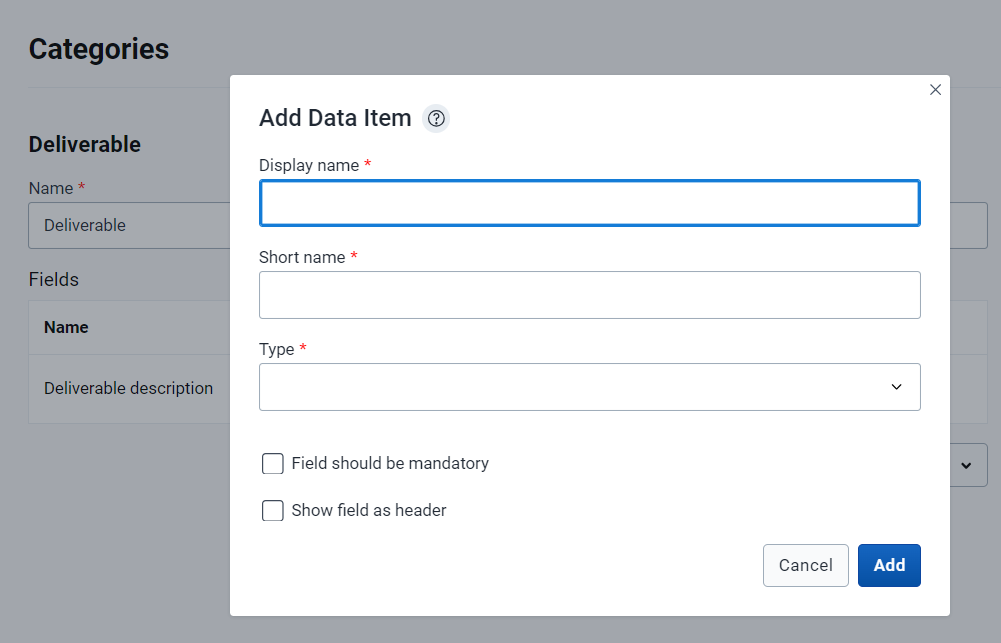 Categories
Deliverable
Name *
Deliverable
Fields
Name
Deliverable description
Add Data Item ?
Display name *
Short name *
Type *
Field should be mandatory
Show field as header
Cancel
Add